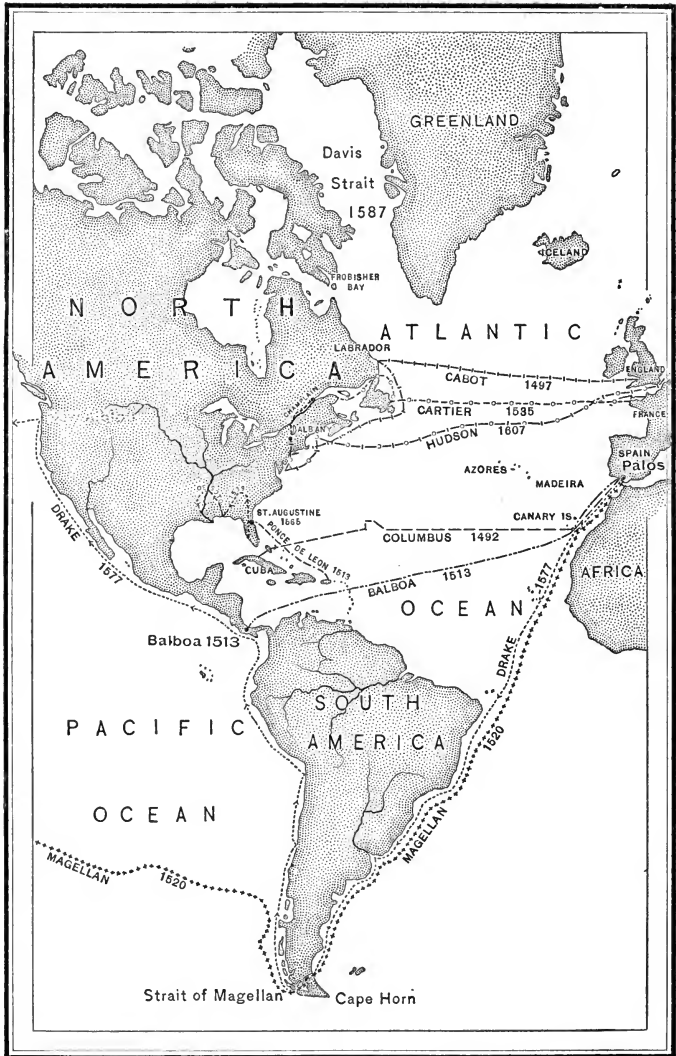 GREENLAND
Davis
Strait
1587
ICELAND
FROBISHER
BAY
NORTH
AMERICA
ATLANTIC
LABRADOR
ENGLAND
CABOT 1497
CARTIER 1535
FRANCE
ALBANY
HUDSON 1607
SPAIN
Palos
AZORES
MADEIRA
ST. AUGUSTINE
1565
CANARY IS.
COLUMBUS 1492
PONCE DE LEON 1513
DRAKE 1577
CUBA
BALBOA 1513
AFRICA
OCEAN
DRAKE 1577
Balboa 1513
SOUTH
AMERICA
PACIFIC
OCEAN
MAGELLAN 1520
MAGELLAN 1520
Strait of Magellan
Cape Horn